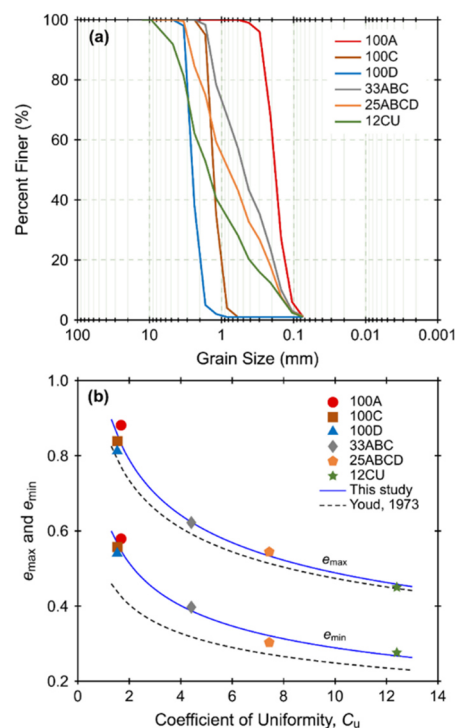 (a)
100A
100C
100D
33ABC
25ABCD
12CU
Percent Finer (%)
100
80
60
40
20
0
100 10 1 0.1 0.01 0.001
Grain Size (mm)
(b)
100A
100C
100D
33ABC
25ABCD
12CU
This study
Youd, 1973
emax
emin
emax and emin
1.0
0.8
0.6
0.4
0.2
0 2 4 6 8 10 12 14
Coefficient of Uniformity, Cu